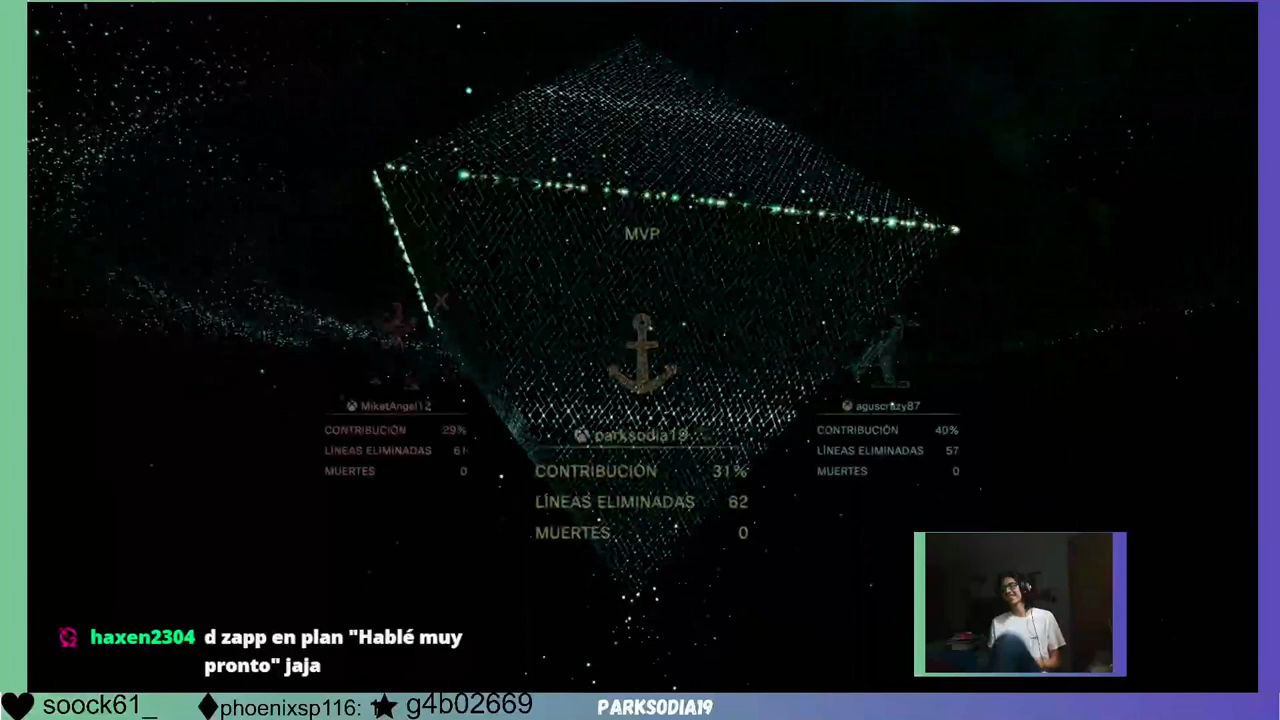 MVP
MiketAngel12
CONTRIBUCIÓN 29%
LÍNEAS ELIMINADAS 61
MUERTES 0
parksodia19
CONTRIBUCIÓN 31%
LÍNEAS ELIMINADAS 62
MUERTES 0
aguscrazy87
CONTRIBUCIÓN 40%
LÍNEAS ELIMINADAS 57
MUERTES 0
haxen2304 d zapp en plan "Hablé muy
pronto" jaja
soock61_ phoenixsp116: g4b02669 PARKSODIA19